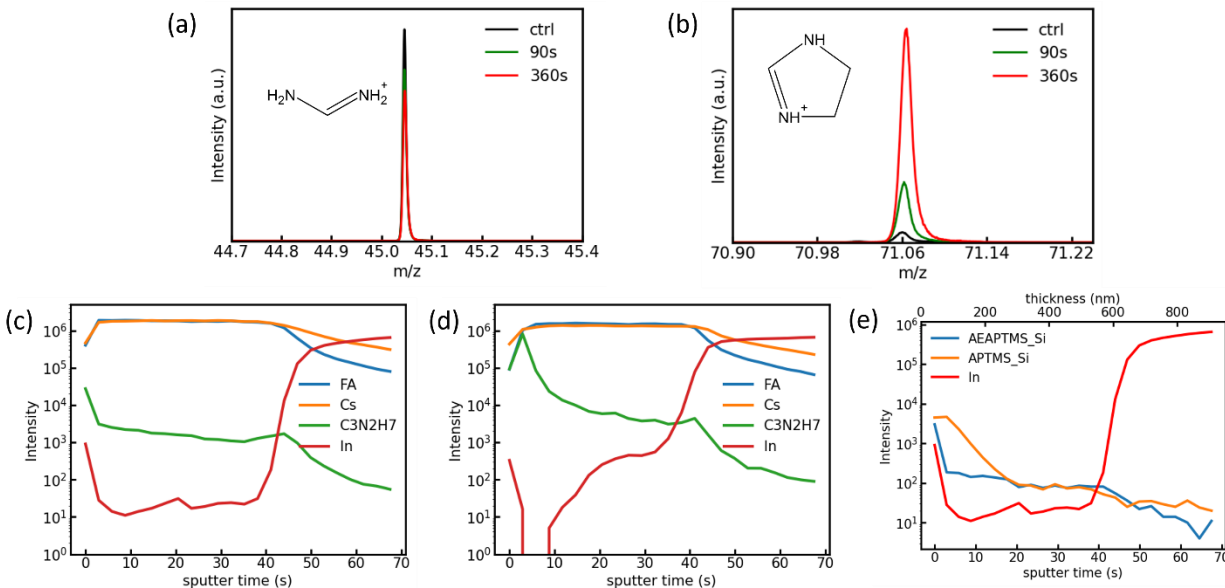 (a)
Intensity (a.u.)
H₂N
NH₂
+
ctrl
90s
360s
44.7 44.8 44.9 45.0 45.1 45.2 45.3 45.4
m/z
(b)
Intensity (a.u.)
NH
NH⁺
ctrl
90s
360s
70.90 70.98 71.06 71.14 71.22
m/z
(c)
Intensity
10⁶
10⁵
10⁴
10³
10²
10¹
10⁰
FA
Cs
C3N2H7
In
0 10 20 30 40 50 60 70
sputter time (s)
(d)
Intensity
10⁶
10⁵
10⁴
10³
10²
10¹
10⁰
FA
Cs
C3N2H7
In
0 10 20 30 40 50 60 70
sputter time (s)
(e)
thickness (nm)
0 200 400 600 800
Intensity
10⁶
10⁵
10⁴
10³
10²
10¹
AEAPTMS_Si
APTMS_Si
In
0 10 20 30 40 50 60 70
sputter time (s)